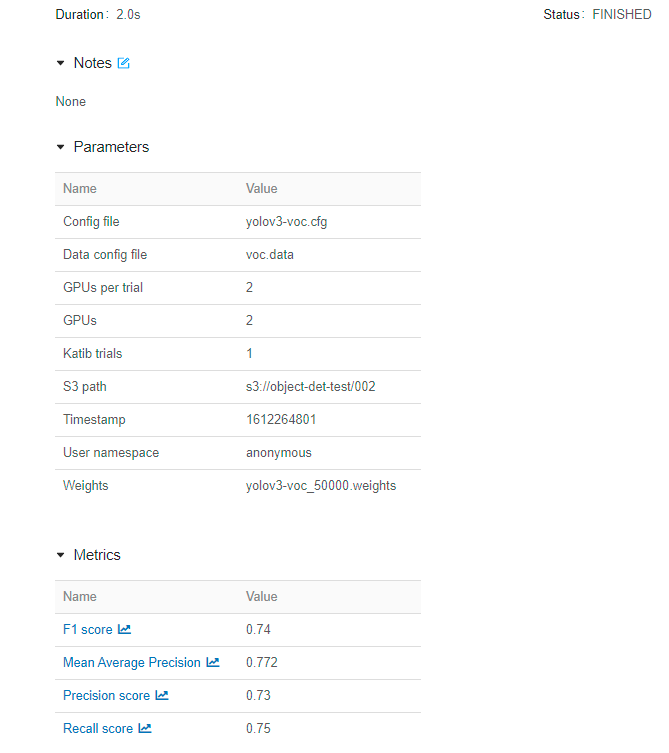 Duration: 2.0s Status: FINISHED
Notes
None
Parameters
Name Value
Config file yolov3-voc.cfg
Data config file voc.data
GPUs per trial 2
GPUs 2
Katib trials 1
S3 path s3://object-det-test/002
Timestamp 1612264801
User namespace anonymous
Weights yolov3-voc_50000.weights
Metrics
Name Value
F1 score 0.74
Mean Average Precision 0.772
Precision score 0.73
Recall score 0.75